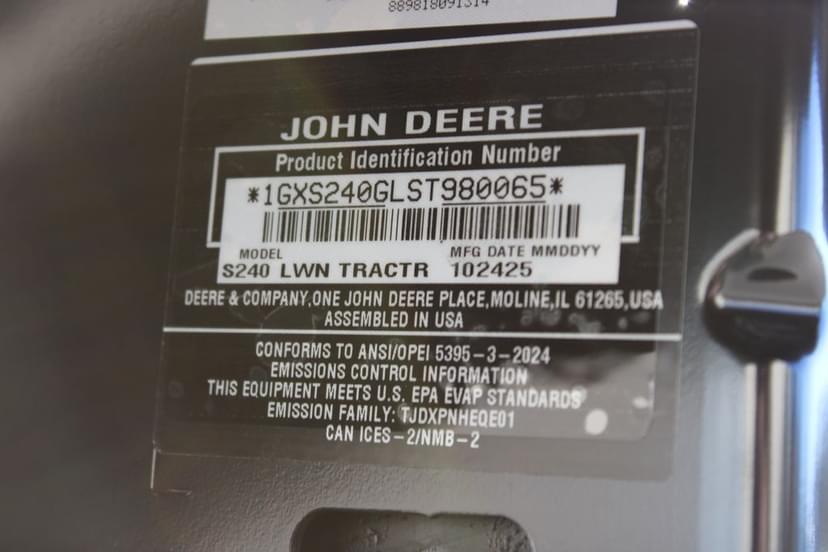 889818091314
JOHN DEERE
Product Identification Number
*1GXS240GLST980065*
MODEL MFG DATE MMDDYY
S240 LWN TRACTR 102425
DEERE & COMPANY,ONE JOHN DEERE PLACE,MOLINE,IL 61265,USA
ASSEMBLED IN USA
CONFORMS TO ANSI/OPEI 5395-3-2024
EMISSIONS CONTROL INFORMATION
THIS EQUIPMENT MEETS U.S. EPA EVAP STANDARDS
EMISSION FAMILY: TJDXPNHEQE01
CAN ICES-2/NMB-2